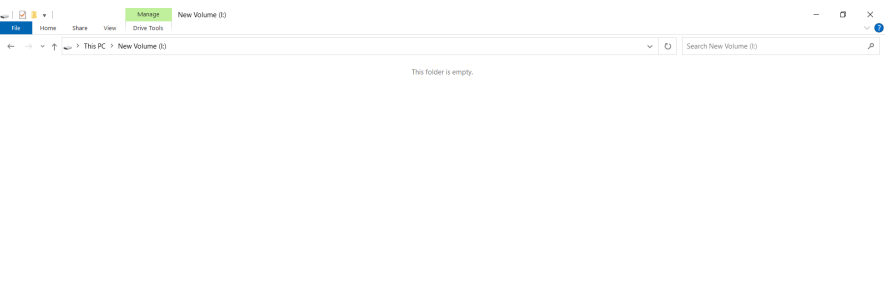 Manage New Volume (I:)
File Home Share View Drive Tools
This PC > New Volume (I:) Search New Volume (I:)
This folder is empty.